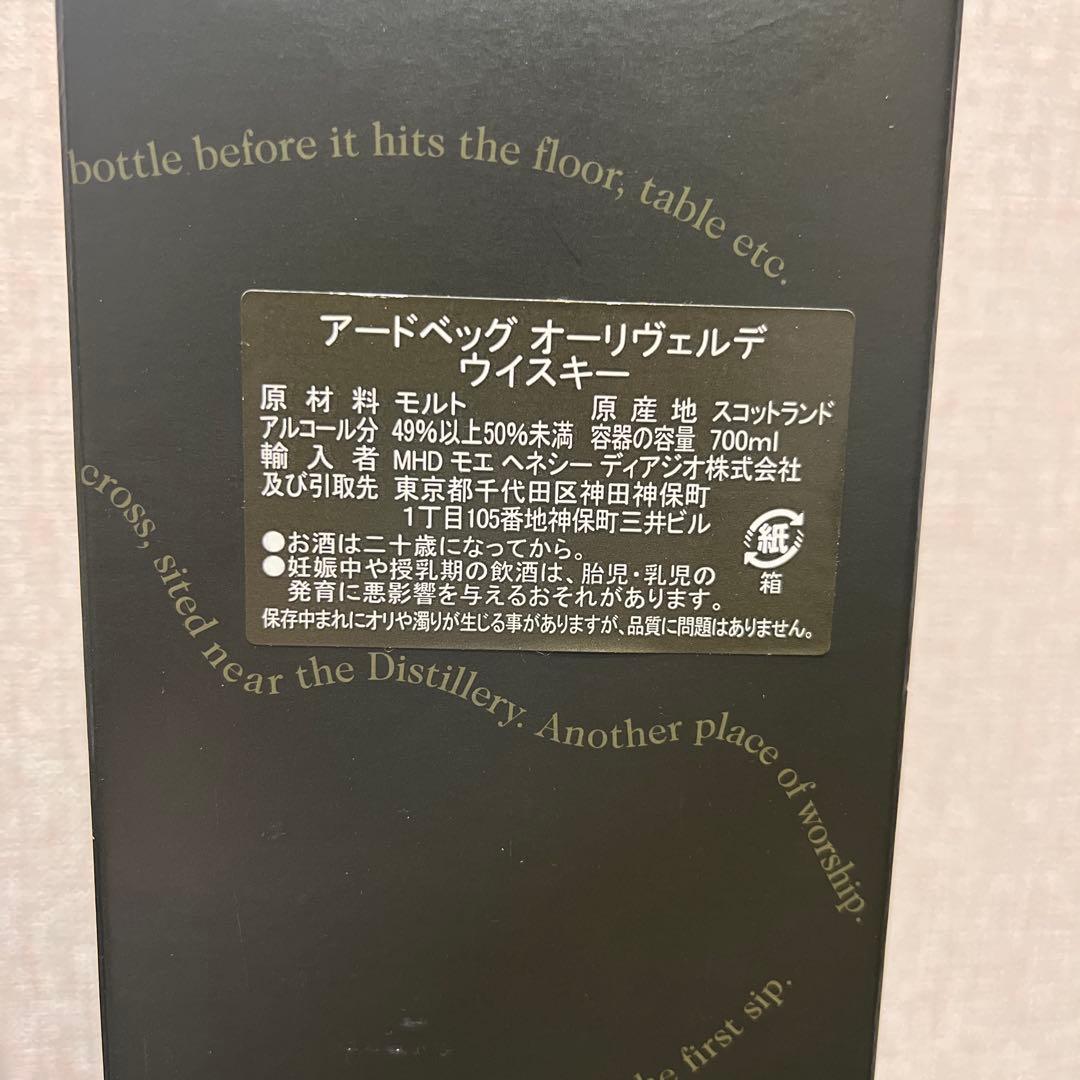 bottle before it hits the floor, table etc.
アードベッグ オーリヴェルデ
ウイスキー
原材料 モルト 原産地 スコットランド
アルコール分 49%以上50%未満 容器の容量 700ml
輸入者 MHD モエ ヘネシー ディアジオ株式会社
及び引取先 東京都千代田区神田神保町
1丁目105番地神保町三井ビル
●お酒は二十歳になってから。
●妊娠中や授乳期の飲酒は、胎児・乳児の
発育に悪影響を与えるおそれがあります。
保存中まれにオリや濁りが生じる事がありますが、品質に問題はありません。
紙
箱
cross, sited near the Distillery. Another place of worship.
first sip.